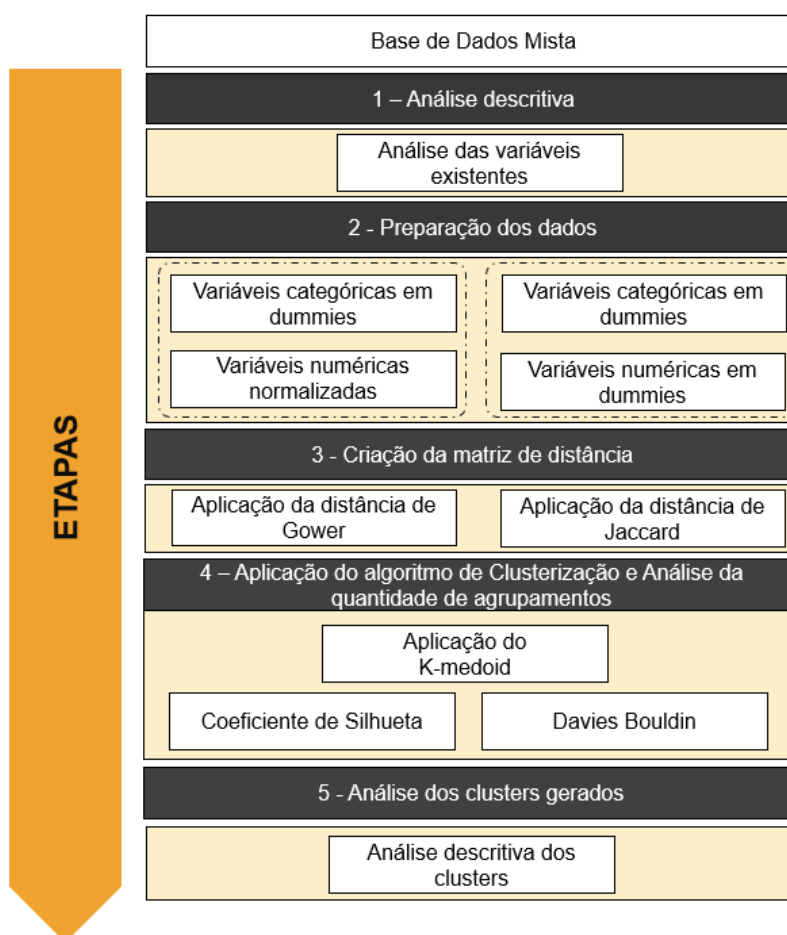 Base de Dados Mista
ETAPAS
1 – Análise descritiva
Análise das variáveis
existentes
2 - Preparação dos dados
Variáveis categóricas em
dummies
Variáveis numéricas
normalizadas
Variáveis categóricas em
dummies
Variáveis numéricas em
dummies
3 - Criação da matriz de distância
Aplicação da distância de
Gower
Aplicação da distância de
Jaccard
4 – Aplicação do algoritmo de Clusterização e Análise da
quantidade de agrupamentos
Aplicação do
K-medoid
Coeficiente de Silhueta
Davies Bouldin
5 - Análise dos clusters gerados
Análise descritiva dos
clusters